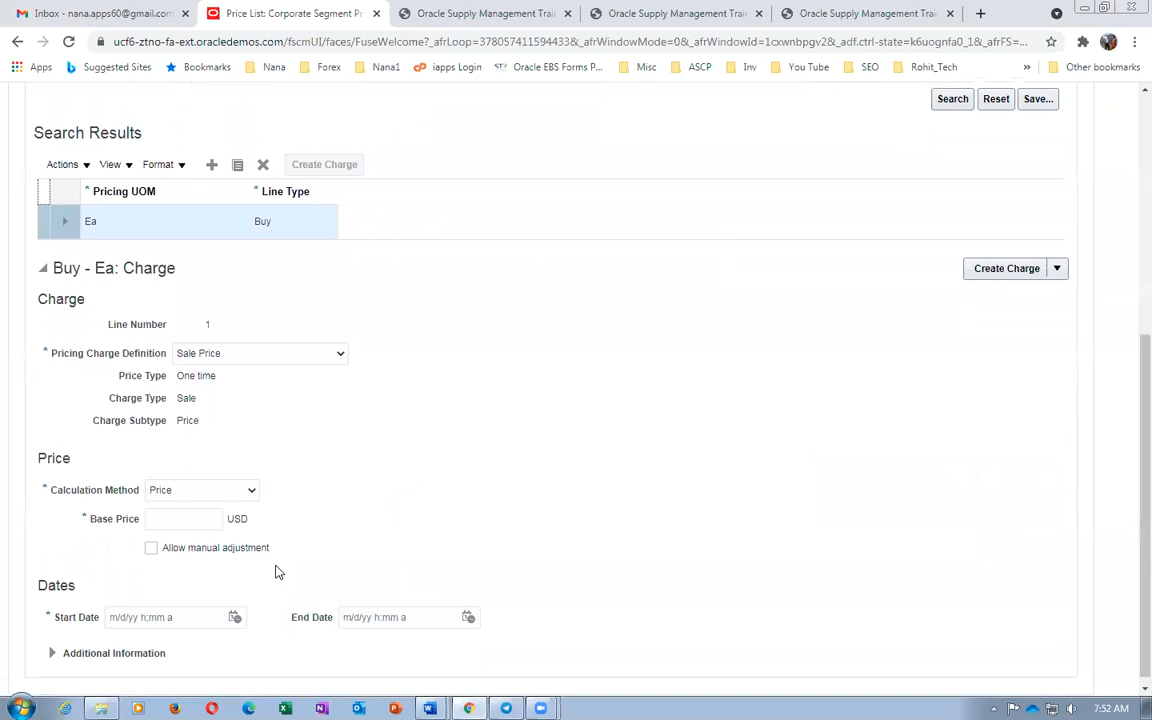 Inbox - nana.apps60@gmail.com
Price List: Corporate Segment Pr
Oracle Supply Management Trai
Oracle Supply Management Trai
Oracle Supply Management Trai
ucf6-ztno-fa-ext.oracledemos.com/fscmUI/faces/FuseWelcome?_afrLoop=378057411594433&_afrWindowMode=0&_afrWindowId=1cxwnbpgv2&_adf.ctrl-state=k6uognfa0_1&_afrFS=...
Apps
Suggested Sites
Bookmarks
Nana
Forex
Nana1
iapps Login
Oracle EBS Forms P...
Misc
ASCP
Inv
You Tube
SEO
Rohit_Tech
»
Other bookmarks
Search
Reset
Save...
Search Results
Actions
View
Format
Create Charge
* Pricing UOM
* Line Type
Ea
Buy
Buy - Ea: Charge
Create Charge
Charge
Line Number 1
* Pricing Charge Definition Sale Price
Price Type One time
Charge Type Sale
Charge Subtype Price
Price
* Calculation Method Price
* Base Price USD
Allow manual adjustment
Dates
* Start Date m/d/yy h:mm a
End Date m/d/yy h:mm a
Additional Information
7:52 AM